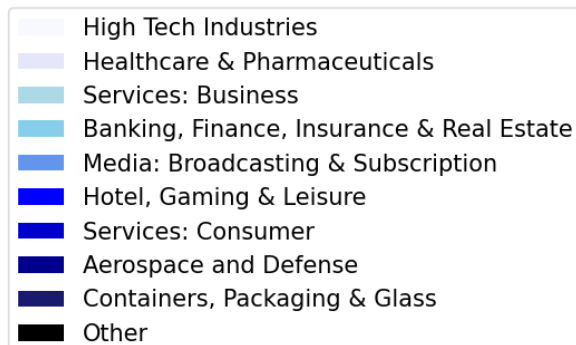 High Tech Industries
Healthcare & Pharmaceuticals
Services: Business
Banking, Finance, Insurance & Real Estate
Media: Broadcasting & Subscription
Hotel, Gaming & Leisure
Services: Consumer
Aerospace and Defense
Containers, Packaging & Glass
Other